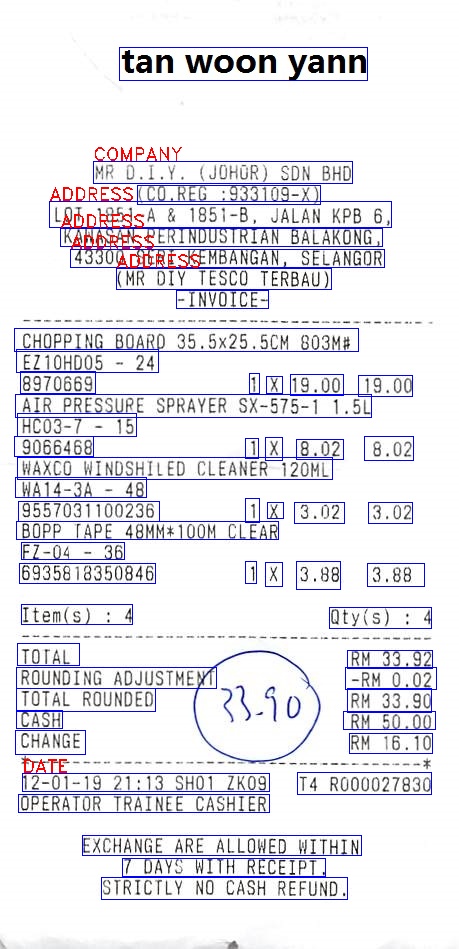 tan woon yann
COMPANY
MR D.I.Y. (JOHOR) SDN BHD
ADDRESS (CO.REG :933109-X)
LOT 1851-A & 1851-B, JALAN KPB 6,
ADDRESS
KAWASAN PERINDUSTRIAN BALAKONG,
ADDRESS
43300 SERI KEMBANGAN, SELANGOR
ADDRESS
(MR DIY TESCO TERBAU)
-INVOICE-
CHOPPING BOARD 35.5x25.5CM 803M#
EZ10HD05 - 24
8970669 1 X 19.00 19.00
AIR PRESSURE SPRAYER SX-575-1 1.5L
HC03-7 - 15
9066468 1 X 8.02 8.02
WAXCO WINDSHILED CLEANER 120ML
WA14-3A - 48
9557031100236 1 X 3.02 3.02
BOPP TAPE 48MM*100M CLEAR
FZ-04 - 36
6935818350846 1 X 3.88 3.88
Item(s) : 4 Qty(s) : 4
TOTAL RM 33.92
ROUNDING ADJUSTMENT -RM 0.02
TOTAL ROUNDED RM 33.90
33.90
CASH RM 50.00
CHANGE RM 16.10
DATE
12-01-19 21:13 SH01 ZK09 T4 R000027830
OPERATOR TRAINEE CASHIER
EXCHANGE ARE ALLOWED WITHIN
7 DAYS WITH RECEIPT.
STRICTLY NO CASH REFUND.